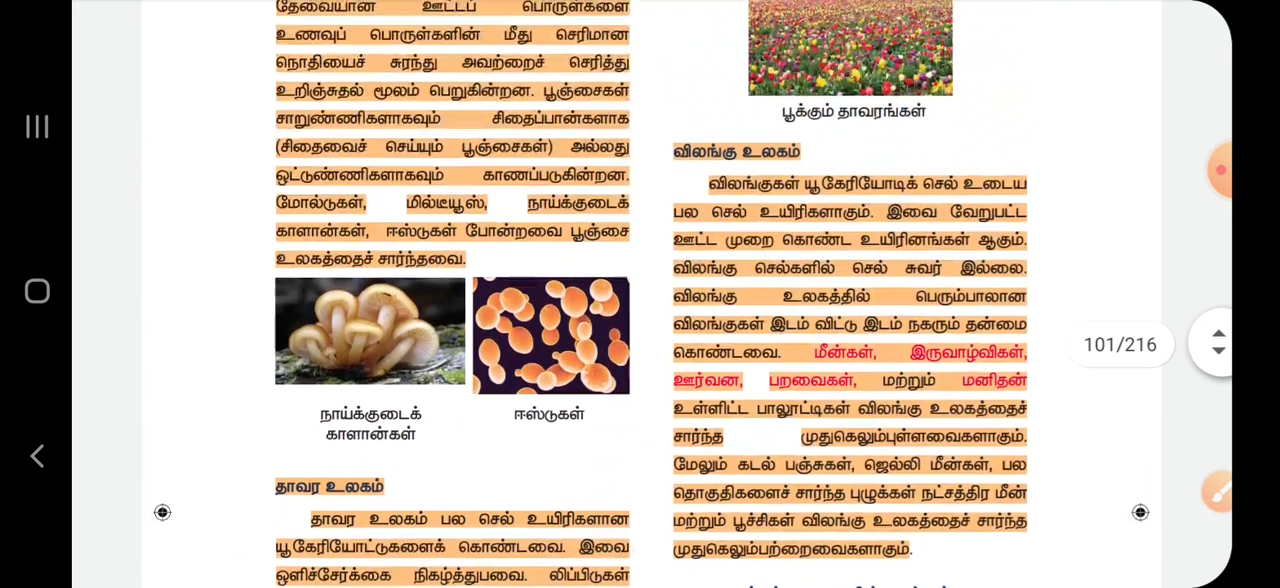 தேவையான ஊட்டப் பொருள்களை
உணவுப் பொருள்களின் மீது செரிமான
நொதியைச் சுரந்து அவற்றைச் செரித்து
உறிஞ்சுதல் மூலம் பெறுகின்றன. பூஞ்சைகள்
சாறுண்ணிகளாகவும் சிதைப்பான்களாக
(சிதைவைச் செய்யும் பூஞ்சைகள்) அல்லது
ஒட்டுண்ணிகளாகவும் காணப்படுகின்றன.
மோல்டுகள், மில்டீயூஸ், நாய்க்குடைக்
காளான்கள், ஈஸ்டுகள் போன்றவை பூஞ்சை
உலகத்தைச் சார்ந்தவை.
நாய்க்குடைக்
காளான்கள்
ஈஸ்டுகள்
தாவர உலகம்
தாவர உலகம் பல செல் உயிரிகளான
யூகேரியோட்டுகளைக் கொண்டவை. இவை
ஒளிச்சேர்க்கை நிகழ்த்துபவை. லிப்பிடுகள்
பூக்கும் தாவரங்கள்
விலங்கு உலகம்
விலங்குகள் யூகேரியோடிக் செல் உடைய
பல செல் உயிரிகளாகும். இவை வேறுபட்ட
ஊட்ட முறை கொண்ட உயிரினங்கள் ஆகும்.
விலங்கு செல்களில் செல் சுவர் இல்லை.
விலங்கு உலகத்தில் பெரும்பாலான
விலங்குகள் இடம் விட்டு இடம் நகரும் தன்மை
கொண்டவை. மீன்கள், இருவாழ்விகள்,
ஊர்வன, பறவைகள், மற்றும் மனிதன்
உள்ளிட்ட பாலூட்டிகள் விலங்கு உலகத்தைச்
சார்ந்த முதுகெலும்புள்ளவைகளாகும்.
மேலும் கடல் பஞ்சுகள், ஜெல்லி மீன்கள், பல
தொகுதிகளைச் சார்ந்த புழுக்கள் நட்சத்திர மீன்
மற்றும் பூச்சிகள் விலங்கு உலகத்தைச் சார்ந்த
முதுகெலும்பற்றைவைகளாகும்.
101/216